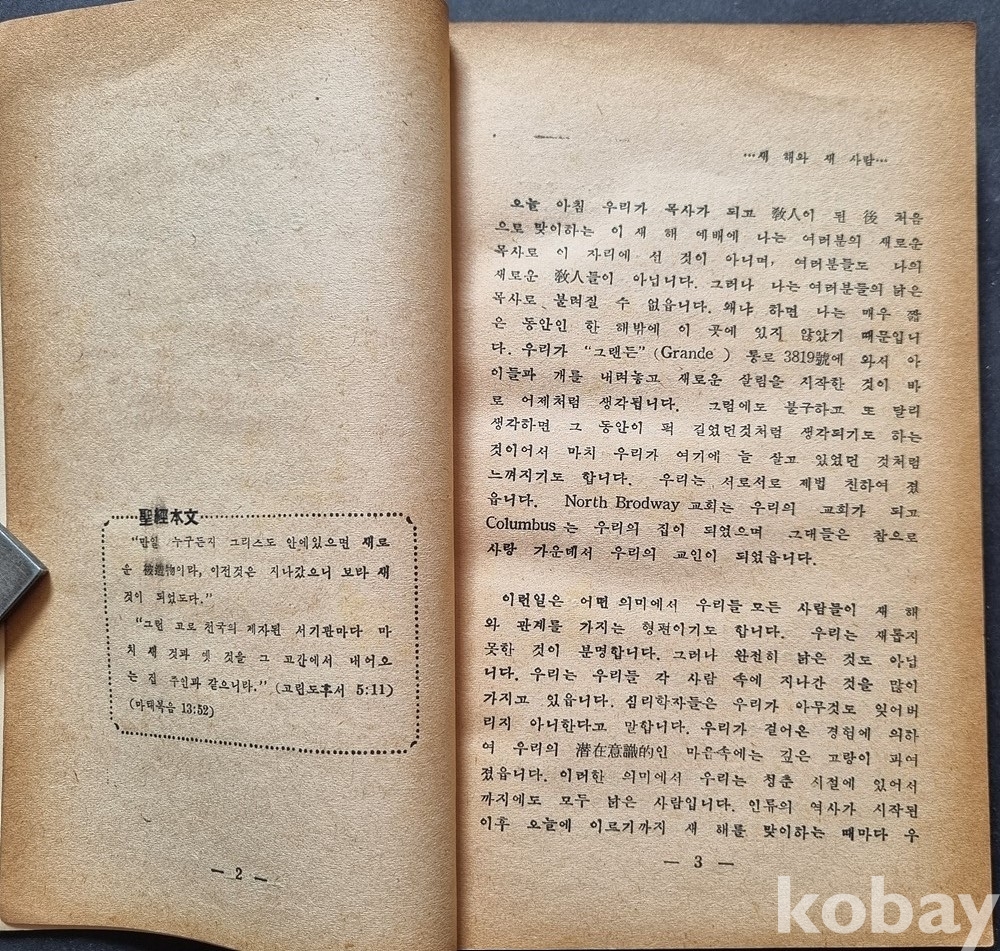 聖經本文
“만일 누구든지 그리스도 안에있으면 새로
운 被造物이라, 이전것은 지나갔으니 보라 새
것이 되었도다.”
“그런 고로 천국의 제자된 서기관마다 마
치 새 것과 옛 것을 그 고간에서 내어오
는 집 주인과 같으니라.” (고린도후서 5:11)
(마태복음 13:52)
— 2 —
…새 해와 새 사람…
오늘 아침 우리가 목사가 되고 敎人이 된 後 처음
으로 맞이하는 이 새 해 예배에 나는 여러분의 새로운
목사로 이 자리에 선 것이 아니며, 여러분들도 나의
새로운 敎人들이 아닙니다. 그러나 나는 여러분들의 낡은
목사로 불려질 수 없읍니다. 왜냐 하면 나는 매우 짧
은 동안인 한 해밖에 이 곳에 있지 않았기 때문입니
다. 우리가 “그랜든” (Grande ) 통로 3819號에 와서 아
이들과 개를 내려놓고 새로운 살림을 시작한 것이 바
로 어제처럼 생각됩니다. 그럼에도 불구하고 또 달리
생각하면 그 동안이 퍽 길었던것처럼 생각되기도 하는
것이어서 마치 우리가 여기에 늘 살고 있었던 것처럼
느껴지기도 합니다. 우리는 서로서로 제법 친하여 졌
읍니다. North Brodway 교회는 우리의 교회가 되고
Columbus 는 우리의 집이 되었으며 그대들은 참으로
사랑 가운데서 우리의 교인이 되었읍니다.
이런일은 어떤 의미에서 우리들 모든 사람들이 새 해
와 관계를 가지는 형편이기도 합니다. 우리는 새롭지
못한 것이 분명합니다. 그러나 완전히 낡은 것도 아닙
니다. 우리는 우리들 각 사람 속에 지나간 것을 많이
가지고 있읍니다. 심리학자들은 우리가 아무것도 잊어버
리지 아니한다고 말합니다. 우리가 걸어온 경험에 의하
여 우리의 潜在意識的인 마음속에는 깊은 고랑이 파여
졌읍니다. 이러한 의미에서 우리는 청춘 시절에 있어서
까지에도 모두 낡은 사람입니다. 인류의 역사가 시작된
이후 오늘에 이르기까지 새 해를 맞이하는 때마다 우
— 3 —
kobay